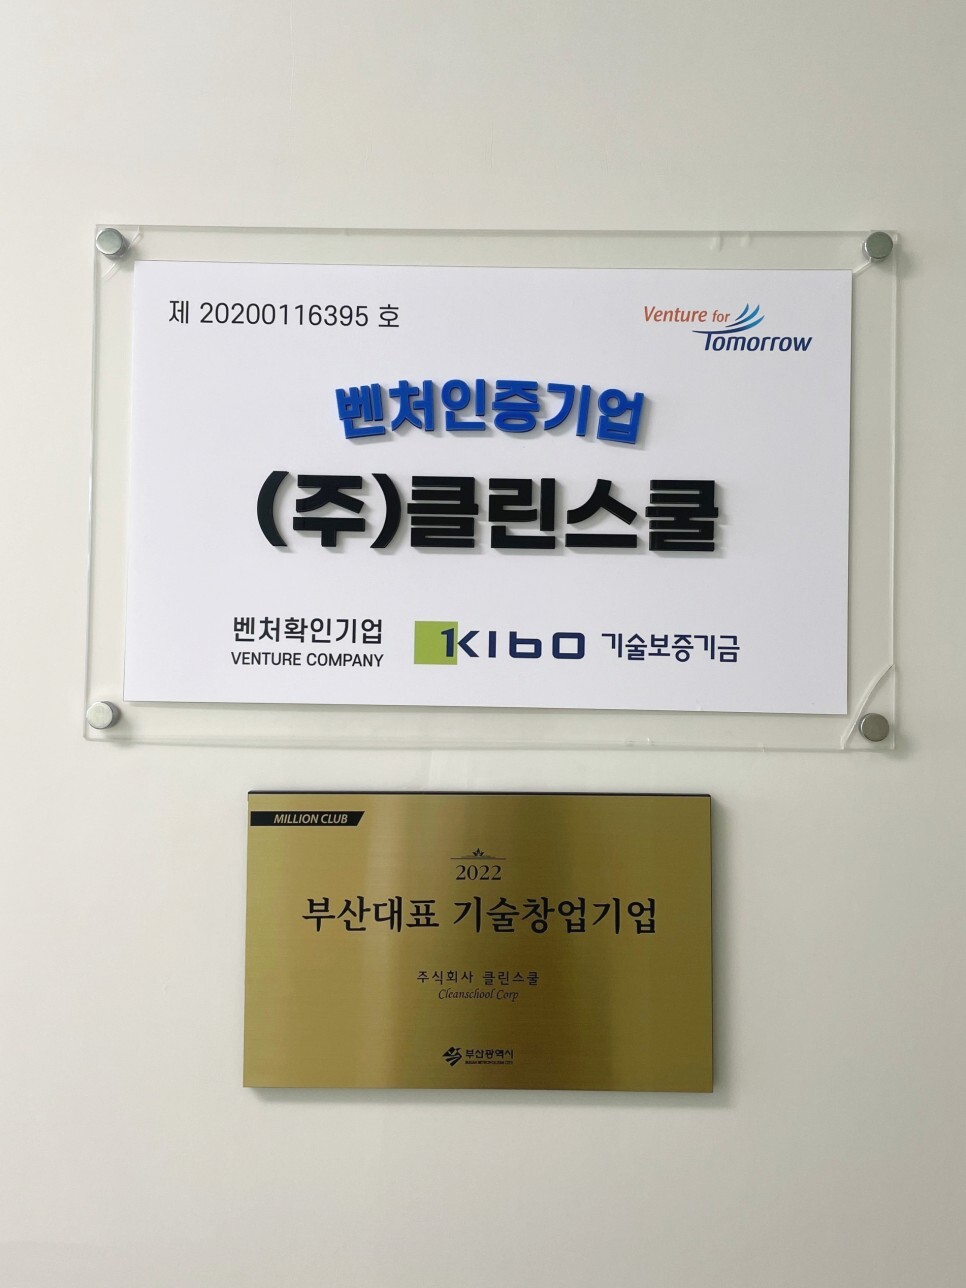 제 20200116395 호
Venture for
Tomorrow
벤처인증기업
(주)클린스쿨
벤처확인기업
VENTURE COMPANY
KIBO 기술보증기금
MILLION CLUB
2022
부산대표 기술창업기업
주식회사 클린스쿨
Cleanschool Corp
부산광역시
BUSAN METROPOLITAN CITY